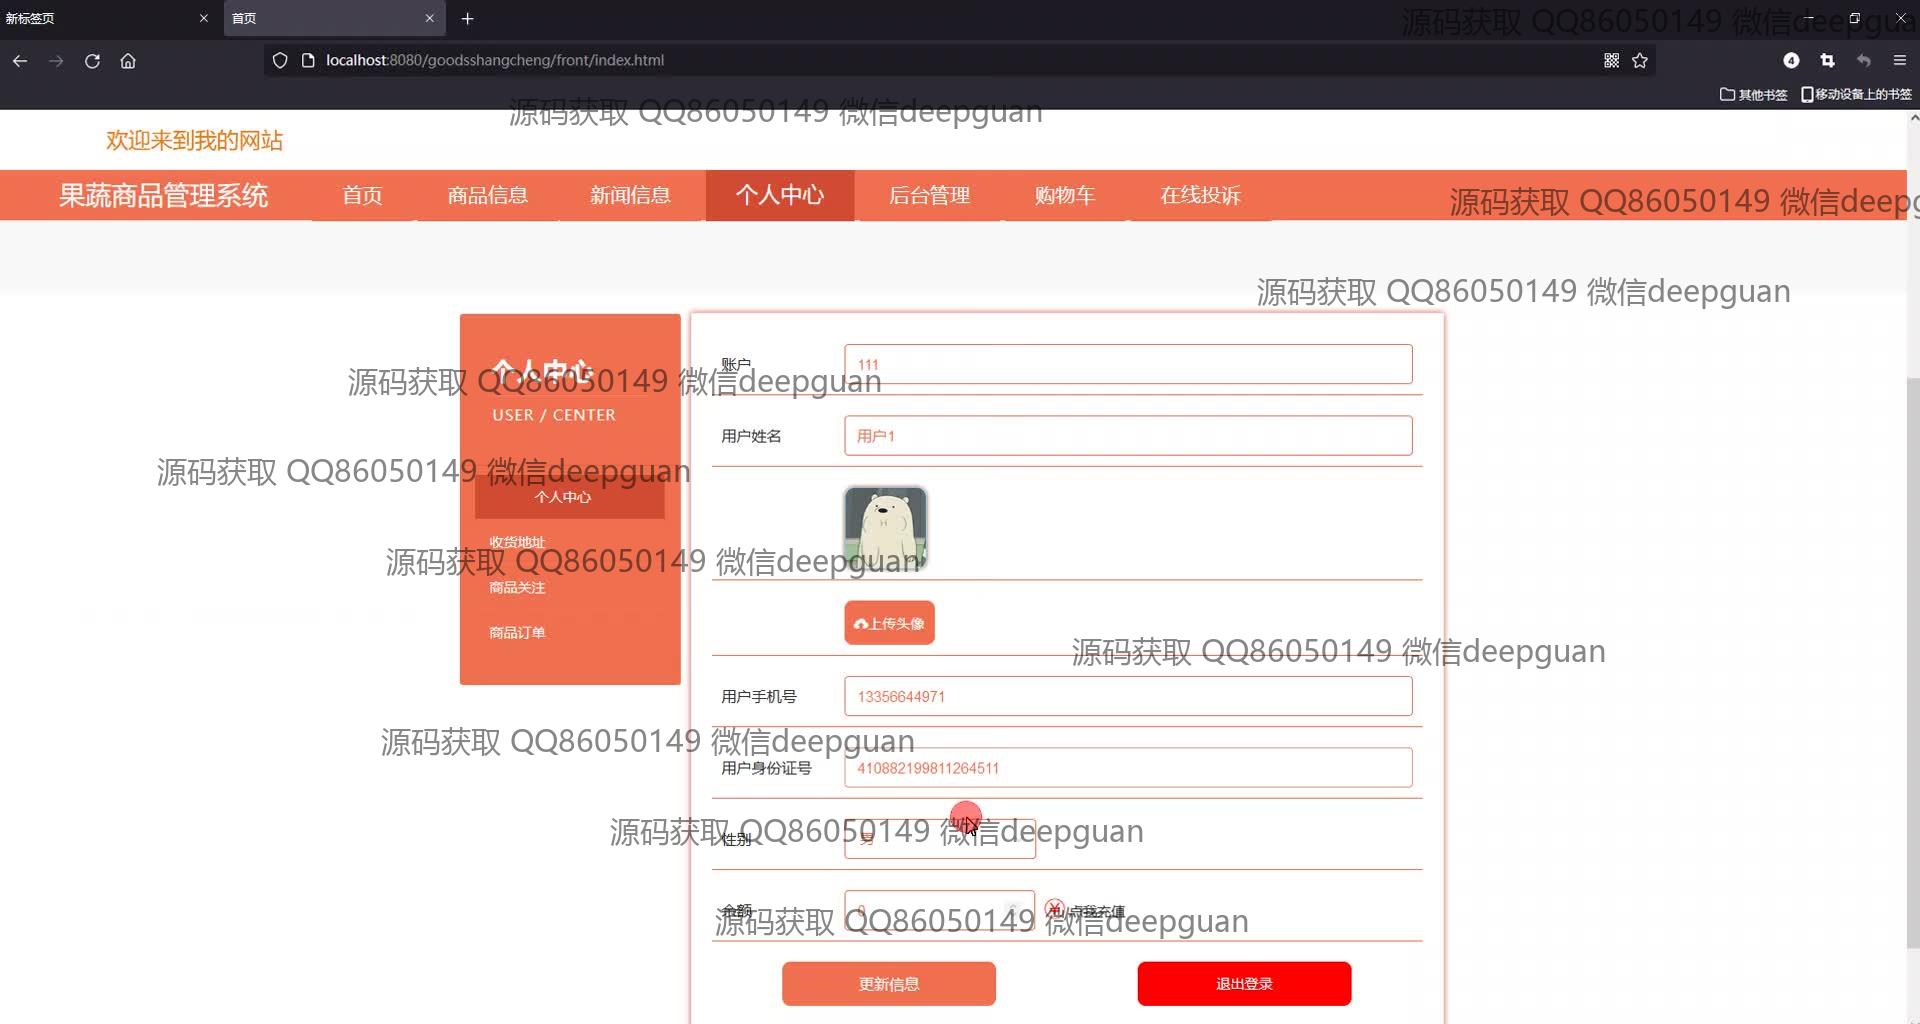 新标签页
首页
源码获取 QQ86050149 微信deepgua
localhost:8080/goodsshangcheng/front/index.html
4
其他书签
移动设备上的书签
源码获取 QQ86050149 微信deepguan
欢迎来到我的网站
果蔬商品管理系统
首页
商品信息
新闻信息
个人中心
后台管理
购物车
在线投诉
源码获取 QQ86050149 微信deepg
源码获取 QQ86050149 微信deepguan
个人中心
账户
111
源码获取 QQ86050149 微信deepguan
USER / CENTER
用户姓名
用户1
源码获取 QQ86050149 微信deepguan
个人中心
收货地址
源码获取 QQ86050149 微信deepguan
商品关注
商品订单
上传头像
源码获取 QQ86050149 微信deepguan
用户手机号
13356644971
源码获取 QQ86050149 微信deepguan
用户身份证号
410882199811264511
源码获取 QQ86050149 微信deepguan
性别
男
金额
0
点我充值
源码获取 QQ86050149 微信deepguan
更新信息
退出登录